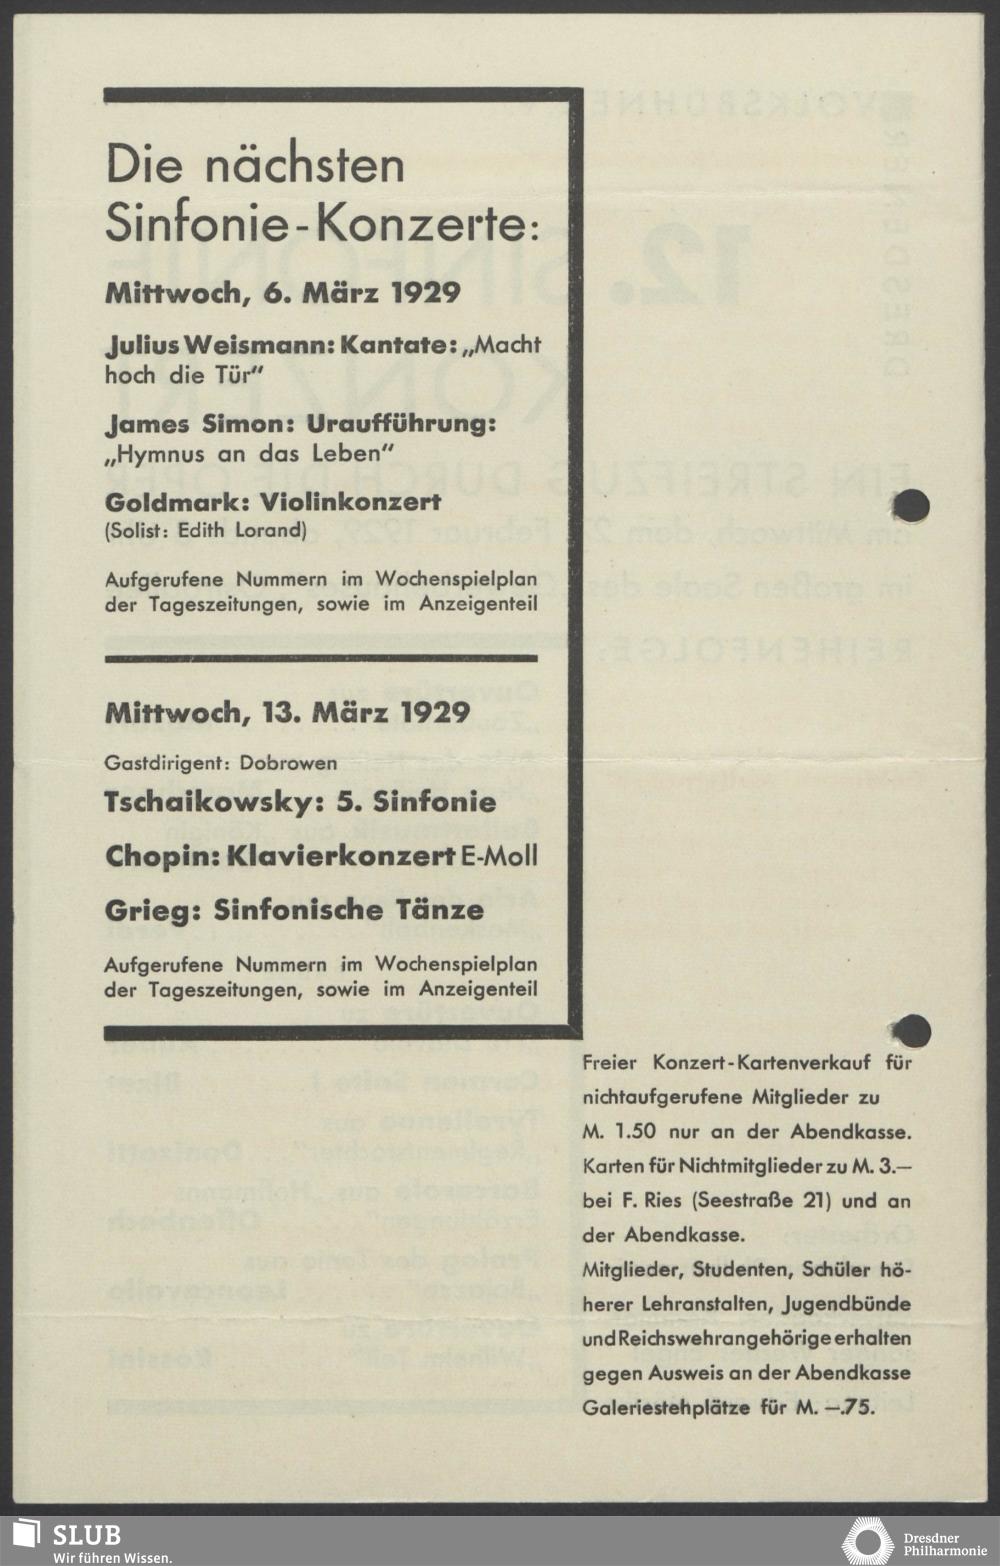 Die nächsten
Sinfonie-Konzerte:
Mittwoch, 6. März 1929
Julius Weismann: Kantate: „Macht
hoch die Tür“
James Simon: Uraufführung:
„Hymnus an das Leben“
Goldmark: Violinkonzert
(Solist: Edith Lorand)
Aufgerufene Nummern im Wochenspielplan
der Tageszeitungen, sowie im Anzeigenteil
Mittwoch, 13. März 1929
Gastdirigent: Dobrowen
Tschaikowsky: 5. Sinfonie
Chopin: Klavierkonzert E-Moll
Grieg: Sinfonische Tänze
Aufgerufene Nummern im Wochenspielplan
der Tageszeitungen, sowie im Anzeigenteil
Freier Konzert-Kartenverkauf für
nichtaufgerufene Mitglieder zu
M. 1.50 nur an der Abendkasse.
Karten für Nichtmitglieder zu M. 3.—
bei F. Ries (Seestraße 21) und an
der Abendkasse.
Mitglieder, Studenten, Schüler hö-
herer Lehranstalten, Jugendbünde
und Reichswehrangehörige erhalten
gegen Ausweis an der Abendkasse
Galeriestehplätze für M. —.75.
SLUB
Wir führen Wissen.
Dresdner
Philharmonie